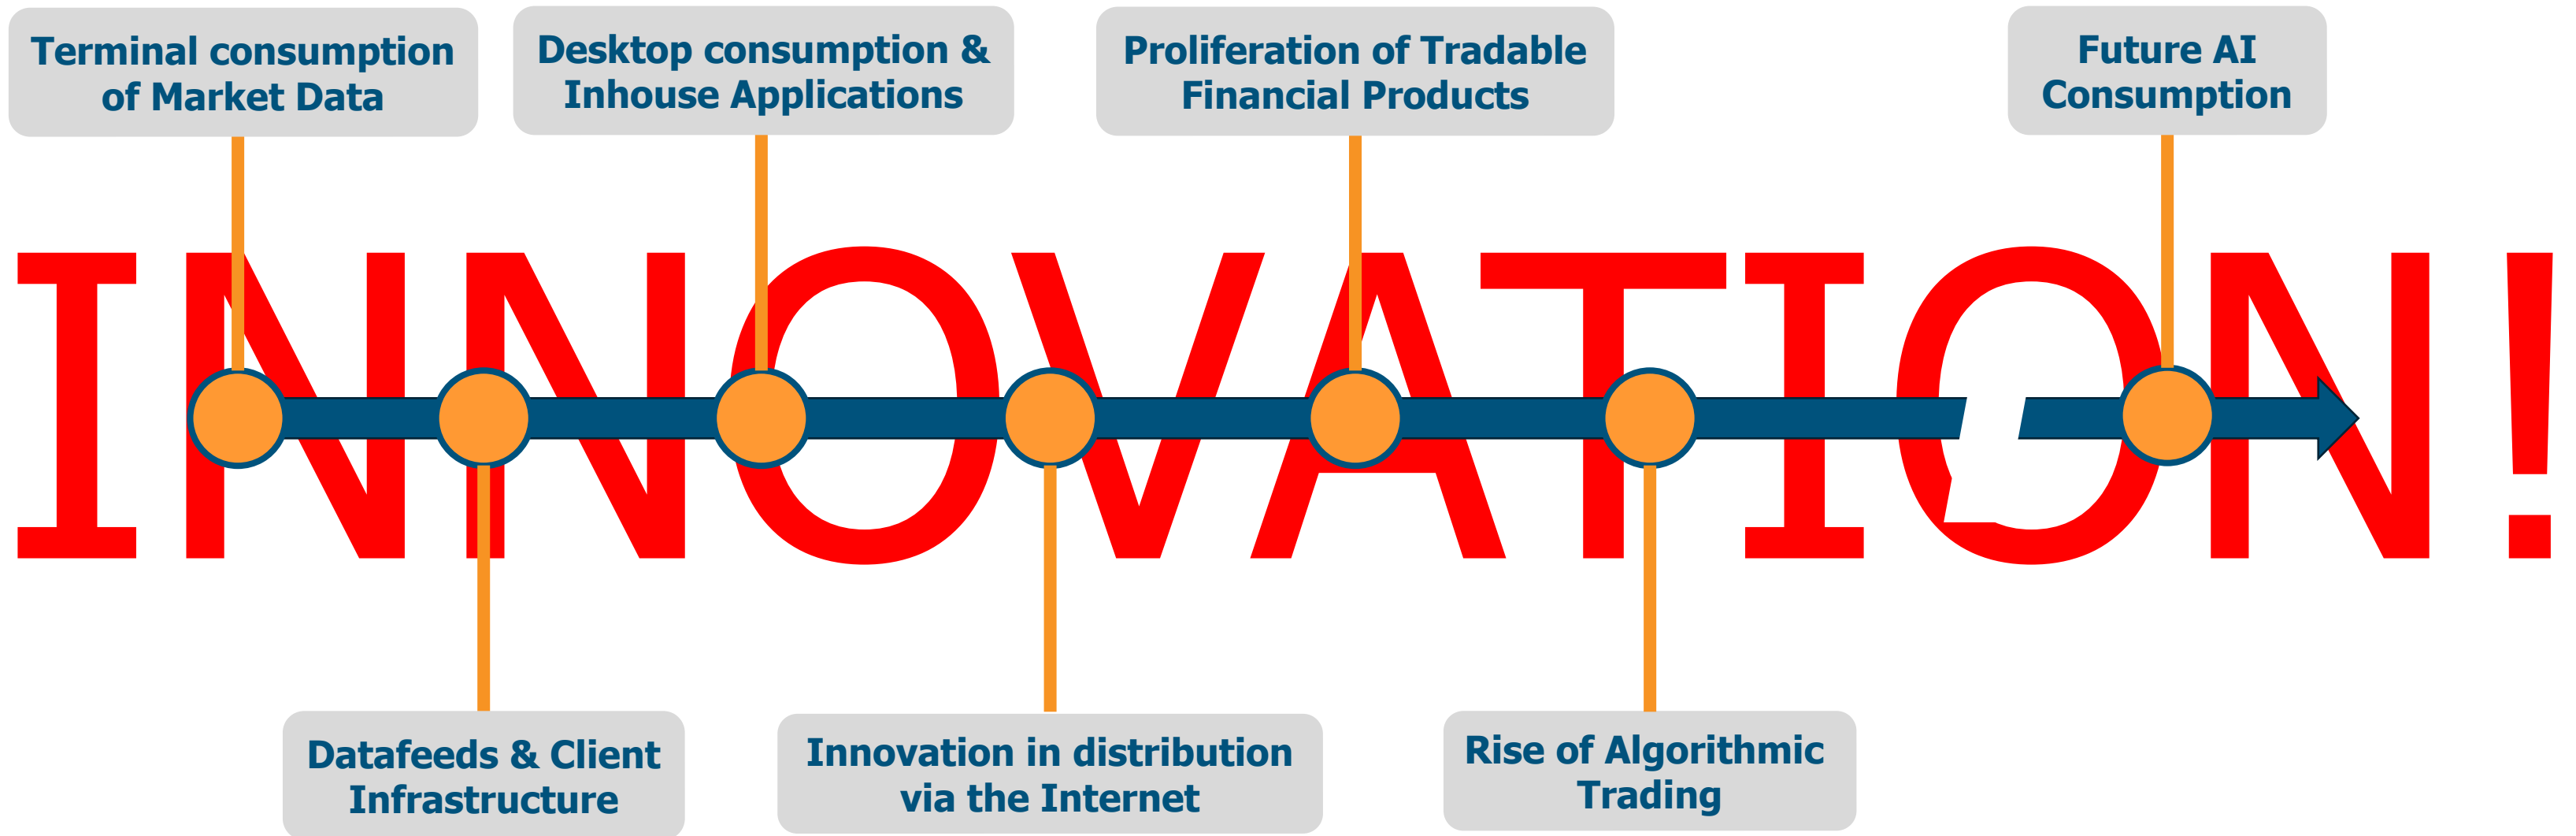 Terminal consumption
of Market Data
Desktop consumption &
Inhouse Applications
Proliferation of Tradable
Financial Products
Future AI
Consumption
INNOVATION!
Datafeeds & Client
Infrastructure
Innovation in distribution
via the Internet
Rise of Algorithmic
Trading